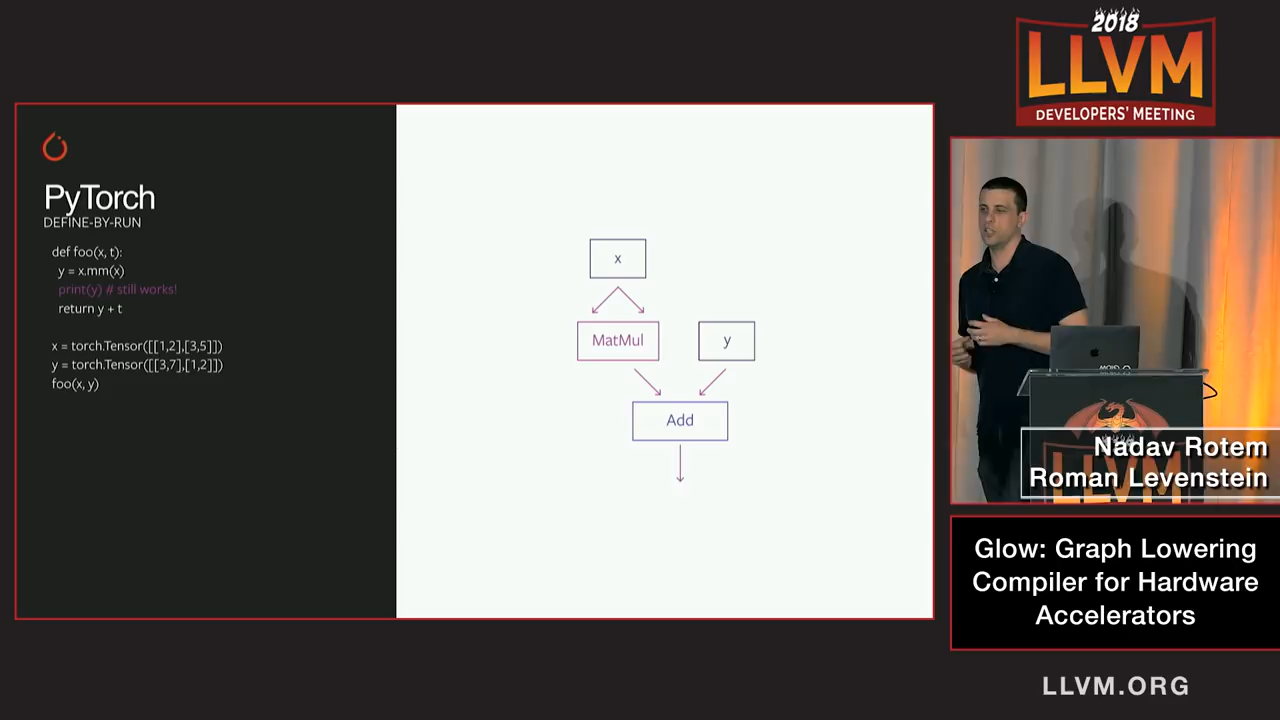 2018
LLVM
DEVELOPERS' MEETING
PyTorch
DEFINE-BY-RUN
def foo(x, t):
y = x.mm(x)
print(y) # still works!
return y + t
x = torch.Tensor([[1,2],[3,5]])
y = torch.Tensor([[3,7],[1,2]])
foo(x, y)
x
MatMul
y
Add
Nadav Rotem
Roman Levenstein
LLVM
Glow: Graph Lowering
Compiler for Hardware
Accelerators
LLVM.ORG